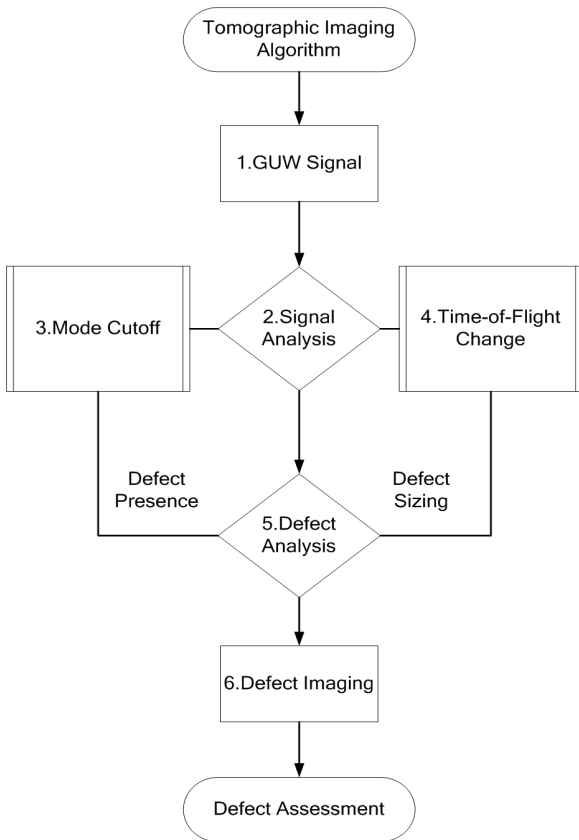 Tomographic Imaging
Algorithm
1.GUW Signal
3.Mode Cutoff
2.Signal
Analysis
4.Time-of-Flight
Change
Defect
Presence
Defect
Sizing
5.Defect
Analysis
6.Defect Imaging
Defect Assessment